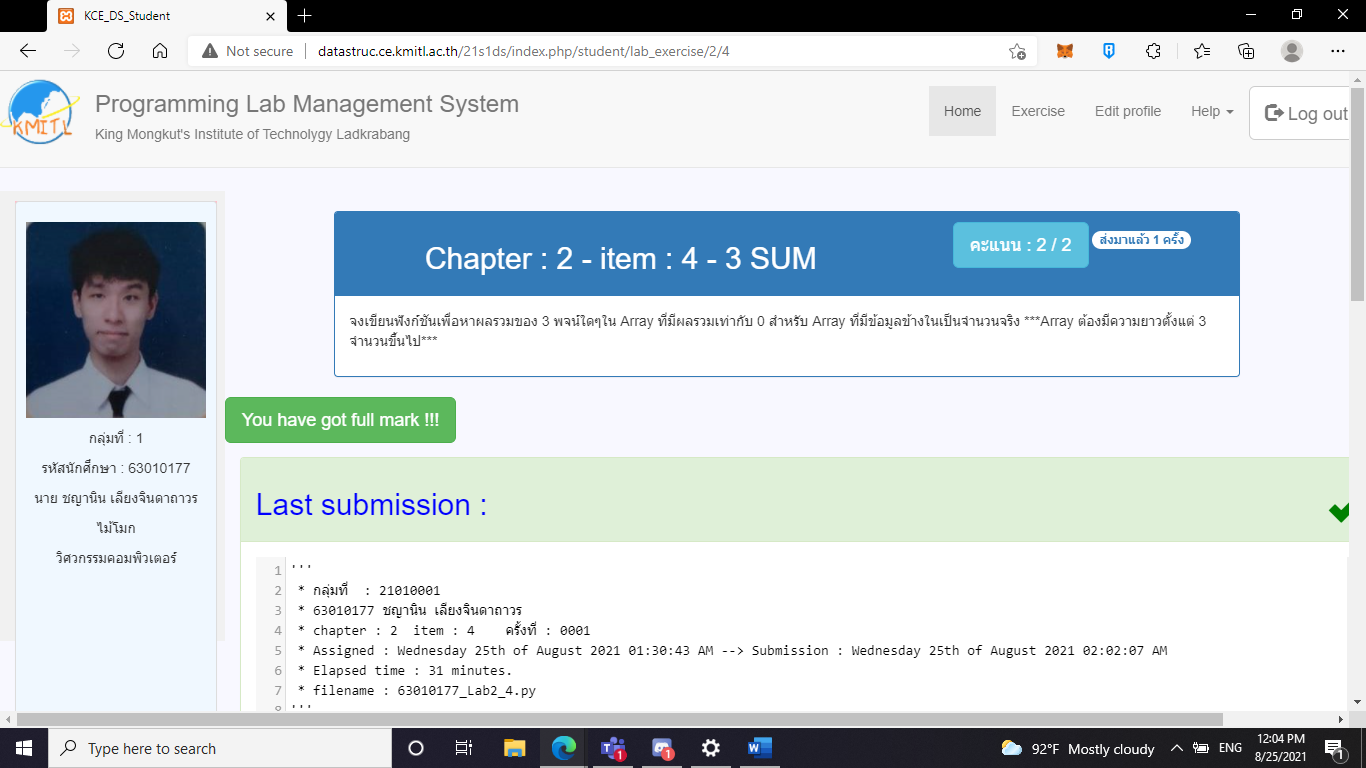 KCE_DS_Student
Not secure
datastruc.ce.kmitl.ac.th/21s1ds/index.php/student/lab_exercise/2/4
KMITL
Programming Lab Management System
King Mongkut's Institute of Technolygy Ladkrabang
Home
Exercise
Edit profile
Help
Log out
Chapter : 2 - item : 4 - 3 SUM
คะแนน : 2 / 2
ส่งมาแล้ว 1 ครั้ง
จงเขียนฟังก์ชันเพื่อหาผลรวมของ 3 พจน์ใดๆใน Array ที่มีผลรวมเท่ากับ 0 สำหรับ Array ที่มีข้อมูลข้างในเป็นจำนวนจริง ***Array ต้องมีความยาวตั้งแต่ 3
จำนวนขึ้นไป***
You have got full mark !!!
กลุ่มที่ : 1
รหัสนักศึกษา : 63010177
นาย ชญานิน เลียงจินดาถาวร
ไม้โมก
วิศวกรรมคอมพิวเตอร์
Last submission :
1 '''
2 * กลุ่มที่ : 21010001
3 * 63010177 ชญานิน เลียงจินดาถาวร
4 * chapter : 2 item : 4 ครั้งที่ : 0001
5 * Assigned : Wednesday 25th of August 2021 01:30:43 AM --> Submission : Wednesday 25th of August 2021 02:02:07 AM
6 * Elapsed time : 31 minutes.
7 * filename : 63010177_Lab2_4.py
8 '''
Type here to search
1
1
92°F Mostly cloudy
ENG
12:04 PM
8/25/2021
1